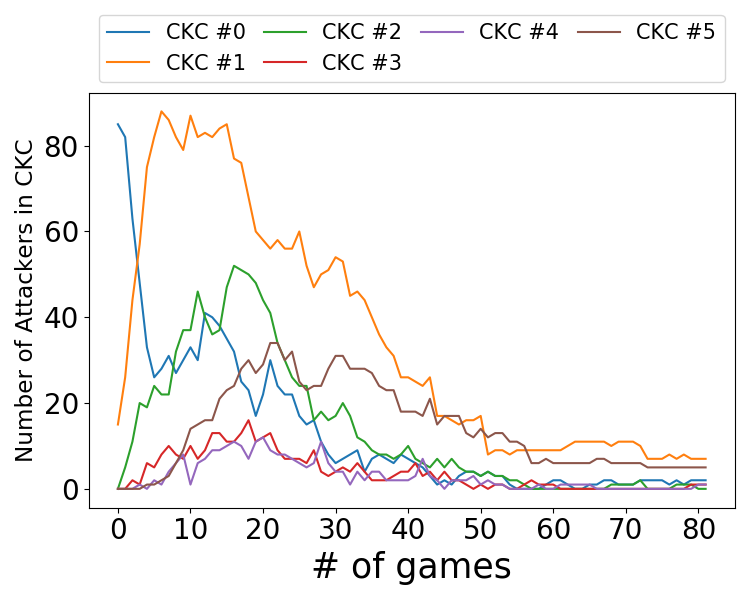 CKC #0 CKC #2 CKC #4 CKC #5
CKC #1 CKC #3
Number of Attackers in CKC
80
60
40
20
0
0 10 20 30 40 50 60 70 80
# of games